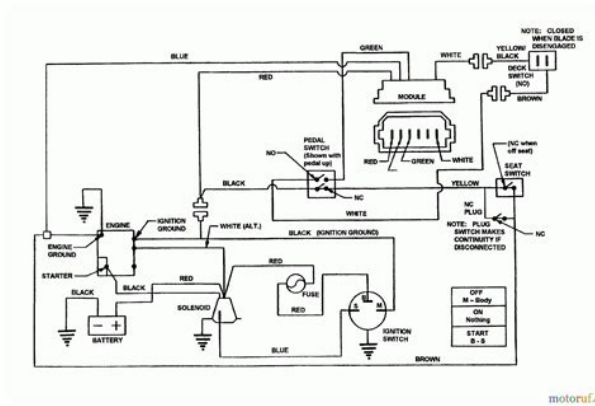 NOTE: CLOSED
WHEN BLADE IS
DISENGAGED
GREEN
BLUE
WHITE
YELLOW/
BLACK
RED
DECK
SWITCH
(NO)
MODULE
BROWN
PEDAL
SWITCH
(Shown with
pedal up)
NO
RED
GREEN
WHITE
(NC when
off seat)
SEAT
SWITCH
BLACK
NC
YELLOW
WHITE
NC
PLUG
NC
NOTE: PLUG
SWITCH MAKES
CONTINUITY IF
DISCONNECTED
ENGINE
IGNITION
GROUND
WHITE (ALT.)
BLACK (IGNITION GROUND)
ENGINE
GROUND
STARTER
RED
RED
BLACK
BLACK
SOLENOID
FUSE
RED
B
S
M
IGNITION
SWITCH
BATTERY
BLUE
BROWN
OFF
M – Body
ON
Nothing
START
B - S
motoruf.